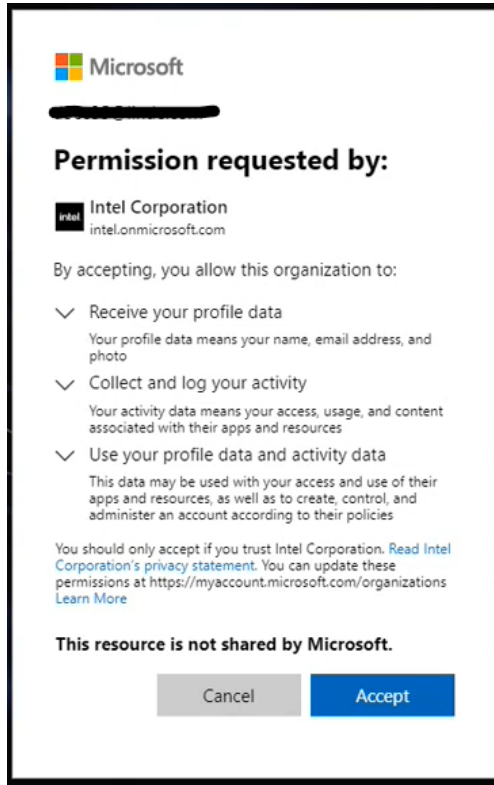 Microsoft
Permission requested by:
intel
Intel Corporation
intel.onmicrosoft.com
By accepting, you allow this organization to:
Receive your profile data
Your profile data means your name, email address, and
photo
Collect and log your activity
Your activity data means your access, usage, and content
associated with their apps and resources
Use your profile data and activity data
This data may be used with your access and use of their
apps and resources, as well as to create, control, and
administer an account according to their policies
You should only accept if you trust Intel Corporation. Read Intel
Corporation's privacy statement. You can update these
permissions at https://myaccount.microsoft.com/organizations
Learn More
This resource is not shared by Microsoft.
Cancel
Accept